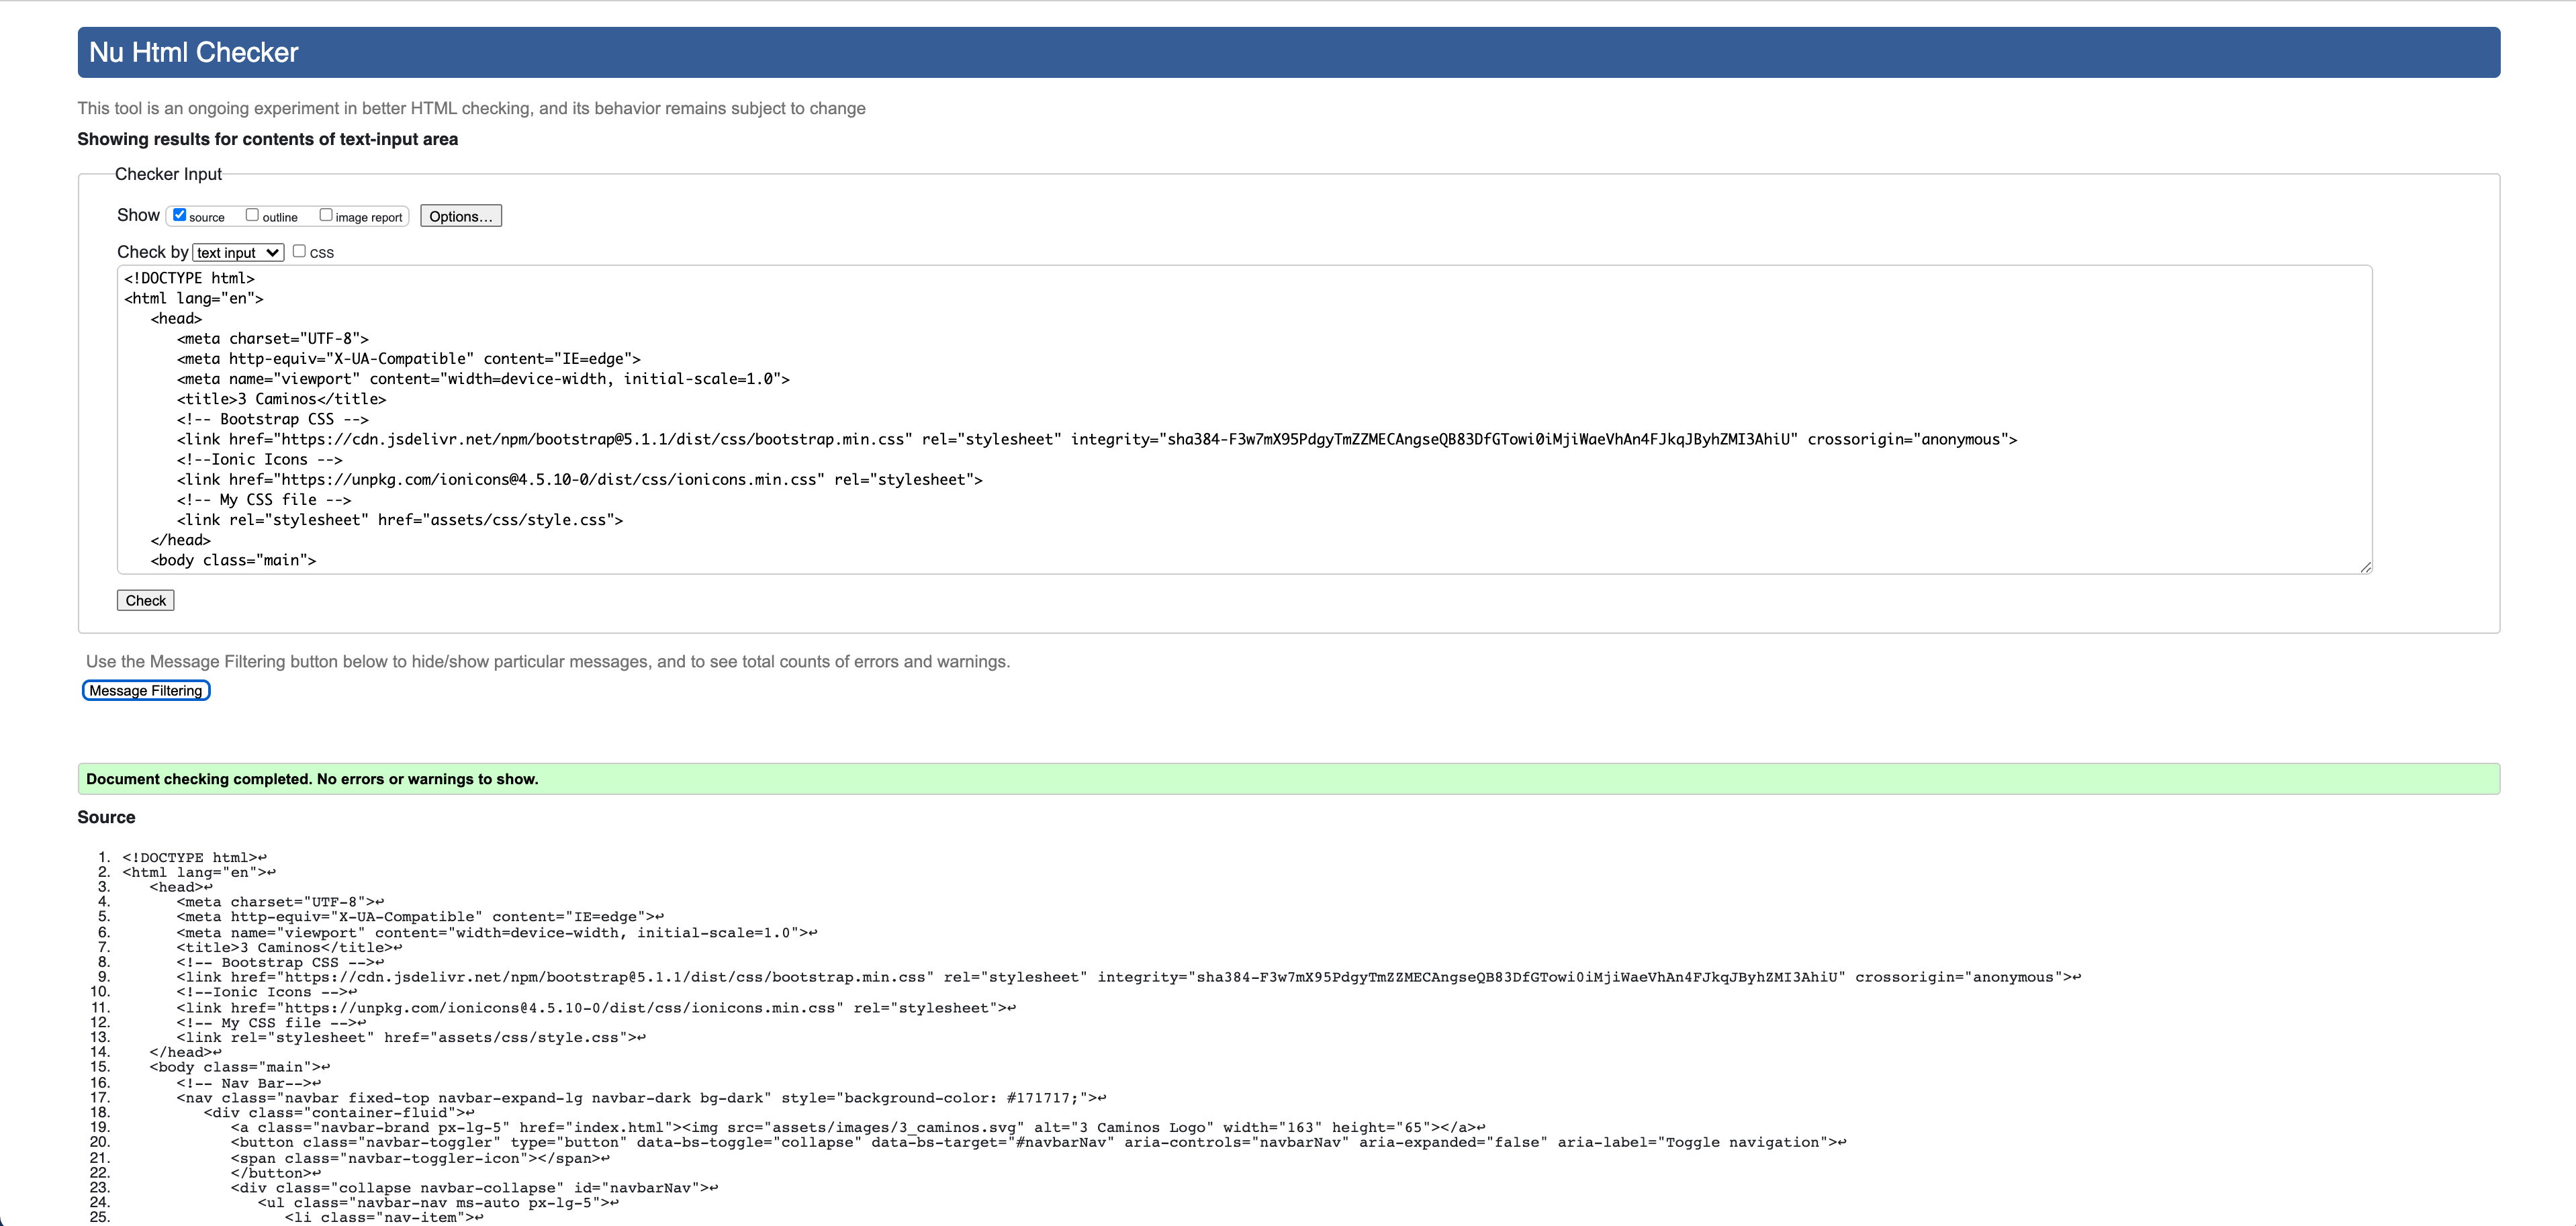 Nu Html Checker
This tool is an ongoing experiment in better HTML checking, and its behavior remains subject to change
Showing results for contents of text-input area
Checker Input
Show source outline image report Options...
Check by text input css
<!DOCTYPE html>
<html lang="en">
<head>
<meta charset="UTF-8">
<meta http-equiv="X-UA-Compatible" content="IE=edge">
<meta name="viewport" content="width=device-width, initial-scale=1.0">
<title>3 Caminos</title>
<!-- Bootstrap CSS -->
<link href="https://cdn.jsdelivr.net/npm/bootstrap@5.1.1/dist/css/bootstrap.min.css" rel="stylesheet" integrity="sha384-F3w7mX95PdgyTmZZMECAngseQB83DfGTowi0iMjiWaeVhAn4FJkqJByhZMI3AhiU" crossorigin="anonymous">
<!--Ionic Icons -->
<link href="https://unpkg.com/ionicons@4.5.10-0/dist/css/ionicons.min.css" rel="stylesheet">
<!-- My CSS file -->
<link rel="stylesheet" href="assets/css/style.css">
</head>
<body class="main">
Check
Use the Message Filtering button below to hide/show particular messages, and to see total counts of errors and warnings.
Message Filtering
Document checking completed. No errors or warnings to show.
Source
1. <!DOCTYPE html>↩
2. <html lang="en">↩
3. <head>↩
4. <meta charset="UTF-8">↩
5. <meta http-equiv="X-UA-Compatible" content="IE=edge">↩
6. <meta name="viewport" content="width=device-width, initial-scale=1.0">↩
7. <title>3 Caminos</title>↩
8. <!-- Bootstrap CSS -->↩
9. <link href="https://cdn.jsdelivr.net/npm/bootstrap@5.1.1/dist/css/bootstrap.min.css" rel="stylesheet" integrity="sha384-F3w7mX95PdgyTmZZMECAngseQB83DfGTowi0iMjiWaeVhAn4FJkqJByhZMI3AhiU" crossorigin="anonymous">↩
10. <!--Ionic Icons -->↩
11. <link href="https://unpkg.com/ionicons@4.5.10-0/dist/css/ionicons.min.css" rel="stylesheet">↩
12. <!-- My CSS file -->↩
13. <link rel="stylesheet" href="assets/css/style.css">↩
14. </head>↩
15. <body class="main">↩
16. <!-- Nav Bar-->↩
17. <nav class="navbar fixed-top navbar-expand-lg navbar-dark bg-dark" style="background-color: #171717;">↩
18. <div class="container-fluid">↩
19. <a class="navbar-brand px-lg-5" href="index.html"><img src="assets/images/3_caminos.svg" alt="3 Caminos Logo" width="163" height="65"></a>↩
20. <button class="navbar-toggler" type="button" data-bs-toggle="collapse" data-bs-target="#navbarNav" aria-controls="navbarNav" aria-expanded="false" aria-label="Toggle navigation">↩
21. <span class="navbar-toggler-icon"></span>↩
22. </button>↩
23. <div class="collapse navbar-collapse" id="navbarNav">↩
24. <ul class="navbar-nav ms-auto px-lg-5">↩
25. <li class="nav-item">↩